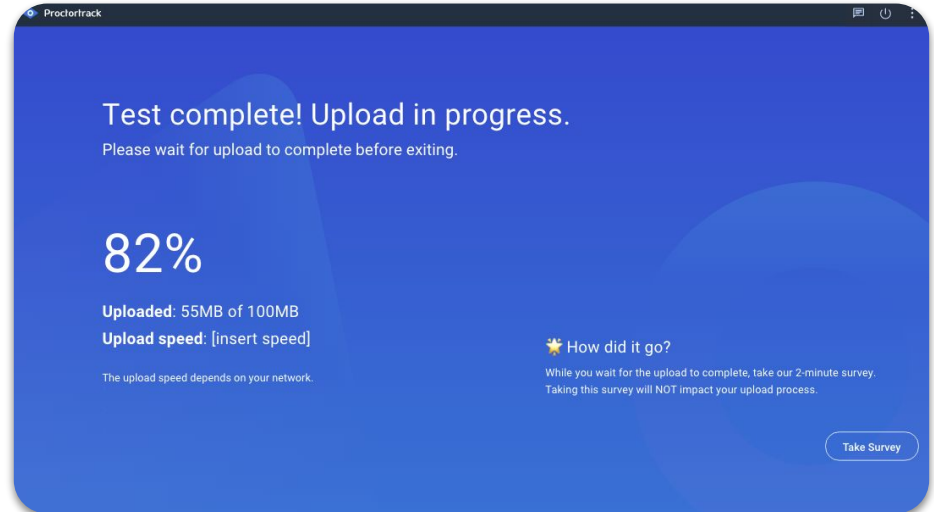 Proctortrack
Test complete! Upload in progress.
Please wait for upload to complete before exiting.
82%
Uploaded: 55MB of 100MB
Upload speed: [insert speed]
The upload speed depends on your network.
How did it go?
While you wait for the upload to complete, take our 2-minute survey.
Taking this survey will NOT impact your upload process.
Take Survey